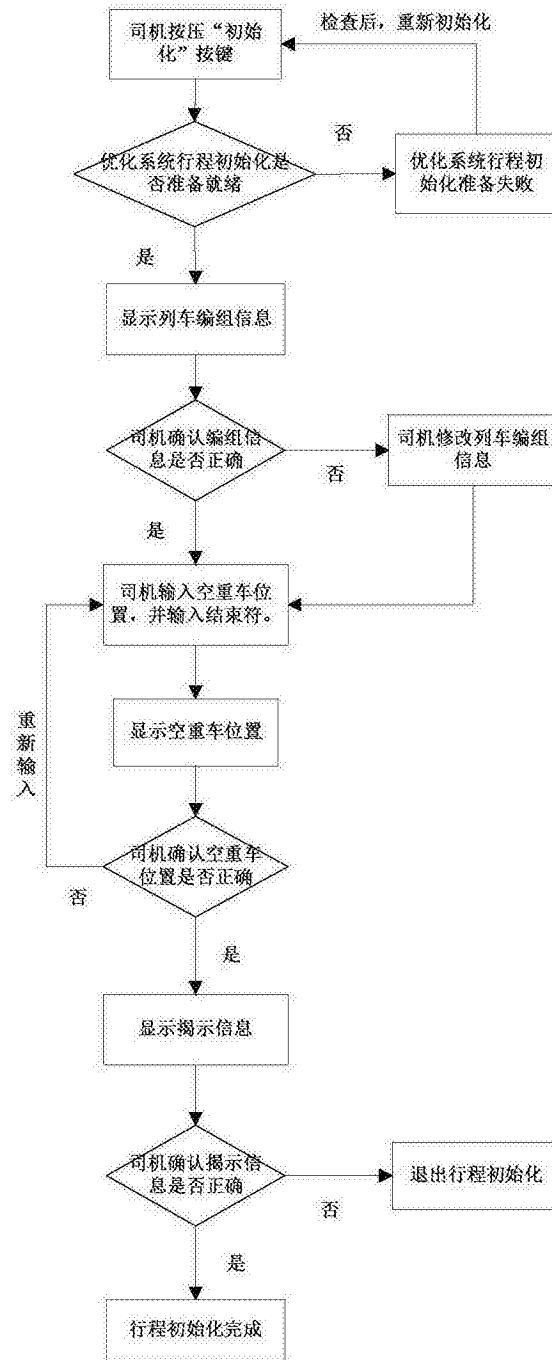 检查后，重新初始化
司机按压“初始
化”按键
否
优化系统行程初始化是
否准备就绪
优化系统行程初
始化准备失败
是
显示列车编组信息
司机确认编组信
息是否正确
司机修改列车编组
信息
否
是
司机输入空重车位
置，并输入结束符。
显示空重车位置
重
新
输
入
司机确认空重车
位置是否正确
否
是
显示揭示信息
司机确认揭示信
息是否正确
退出行程初始化
否
是
行程初始化完成